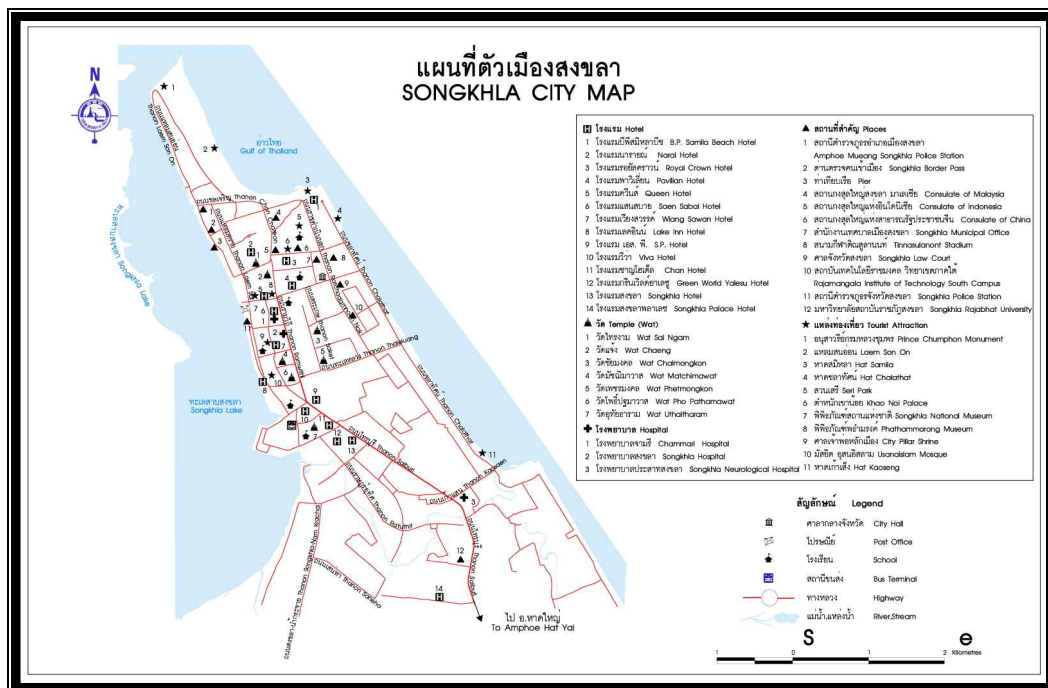 แผนที่ตัวเมืองสงขลา
SONGKHLA CITY MAP
N
อ่าวไทย
Gulf of Thailand
ทะเลสาบสงขลา Songkhla Lake
ทะเลสาบสงขลา
Songkhla Lake
Thanon Laem Son On
Thanon Chalathat
Thanon Ramwithi
Thanon Saiburi
Thanon Kaoseng
Thanon Thaleluang
ไป อ.หาดใหญ่
To Amphoe Hat Yai
H โรงแรม Hotel
1 โรงแรมบีพีสมิหลาบีช B.P. Samila Beach Hotel
2 โรงแรมนารายณ์ Narai Hotel
3 โรงแรมรอยัลคราวน์ Royal Crown Hotel
4 โรงแรมพาวิเลี่ยน Pavilian Hotel
5 โรงแรมควีนส์ Queen Hotel
6 โรงแรมแสนสบาย Saen Sabai Hotel
7 โรงแรมเวียงสวรรค์ Wiang Sawan Hotel
8 โรงแรมเลคอินน์ Lake Inn Hotel
9 โรงแรม เอส. พี. S.P. Hotel
10 โรงแรมวีว่า Viva Hotel
11 โรงแรมชาญโฮเต็ล Chan Hotel
12 โรงแรมกรีนเวิลด์ยาเลซู Green World Yalesu Hotel
13 โรงแรมสงขลา Songkhla Hotel
14 โรงแรมสงขลาพลาเลซ Songkhla Palace Hotel
วัด Temple (Wat)
1 วัดไทรงาม Wat Sai Ngam
2 วัดแจ้ง Wat Chaeng
3 วัดชัยมงคล Wat Chaimongkon
4 วัดมัชฌิมาวาส Wat Matchimawat
5 วัดเพชรมงคล Wat Phetmongkon
6 วัดโพธิ์ปฐมาวาส Wat Pho Pathamawat
7 วัดอุทัยธาราม Wat Uthaitharam
โรงพยาบาล Hospital
1 โรงพยาบาลจามรี Chammari Hospital
2 โรงพยาบาลสงขลา Songkhla Hospital
3 โรงพยาบาลประสาทสงขลา Songkhla Neurological Hospital
สถานที่สำคัญ Places
1 สถานีตำรวจภูธรอำเภอเมืองสงขลา
Amphoe Mueang Songkhla Police Station
2 ด่านตรวจคนเข้าเมือง Songkhla Border Pass
3 ท่าเทียบเรือ Pier
4 สถานกงสุลใหญ่สงขลา มาเลเซีย Consulate of Malaysia
5 สถานกงสุลใหญ่แห่งอินโดนีเซีย Consulate of Indonesia
6 สถานกงสุลใหญ่แห่งสาธารณรัฐประชาชนจีน Consulate of China
7 สำนักงานเทศบาลเมืองสงขลา Songkhla Municipal Office
8 สนามกีฬาติณสูลานนท์ Tinnasulanont Stadium
9 ศาลจังหวัดสงขลา Songkhla Law Court
10 สถาบันเทคโนโลยีราชมงคล วิทยาเขตภาคใต้
Rajamangala Institute of Technology South Campus
11 สถานีตำรวจภูธรจังหวัดสงขลา Songkhla Police Station
12 มหาวิทยาลัยสถาบันราชภัฏสงขลา Songkhla Rajabhat University
แหล่งท่องเที่ยว Tourist Attraction
1 อนุสาวรีย์กรมหลวงชุมพร Prince Chumphon Monument
2 แหลมสนออน Laem Son On
3 หาดสมิหลา Hat Samila
4 หาดชลาทัศน์ Hat Chalathat
5 สวนเสรี Seri Park
6 ตำหนักเขาน้อย Khao Noi Palace
7 พิพิธภัณฑ์สถานแห่งชาติ Songkhla National Museum
8 พิพิธภัณฑ์พธำมรงค์ Phathammarong Museum
9 ศาลเจ้าพ่อหลักเมือง City Pillar Shrine
10 มัสยิด อุสนอิสลาม Usanaislam Mosque
11 หาดเก้าเส้ง Hat Kaoseng
สัญลักษณ์ Legend
ศาลากลางจังหวัด City Hall
ไปรษณีย์ Post Office
โรงเรียน School
สถานีขนส่ง Bus Terminal
ทางหลวง Highway
แม่น้ำ,แหล่งน้ำ River,Stream
S e
1 0 1 2 Kilometres